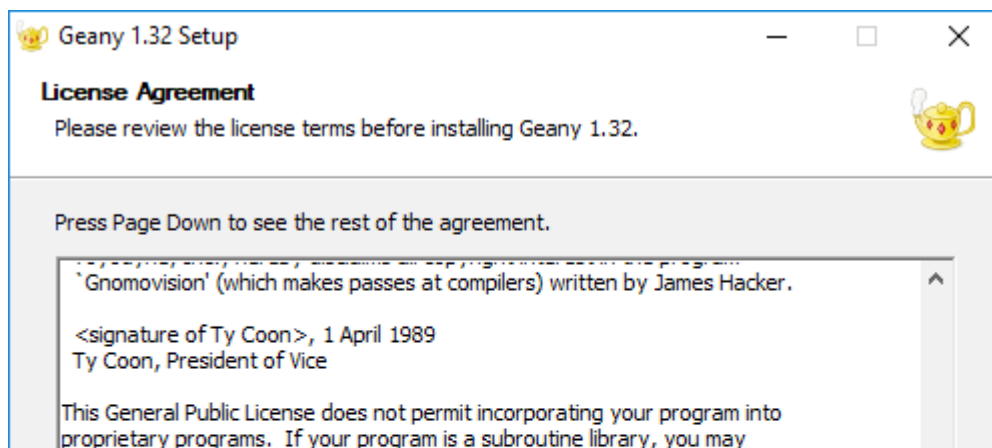 Geany 1.32 Setup
License Agreement
Please review the license terms before installing Geany 1.32.
Press Page Down to see the rest of the agreement.
`Gnomovision' (which makes passes at compilers) written by James Hacker.
<signature of Ty Coon>, 1 April 1989
Ty Coon, President of Vice
This General Public License does not permit incorporating your program into
proprietary programs.  If your program is a subroutine library, you may